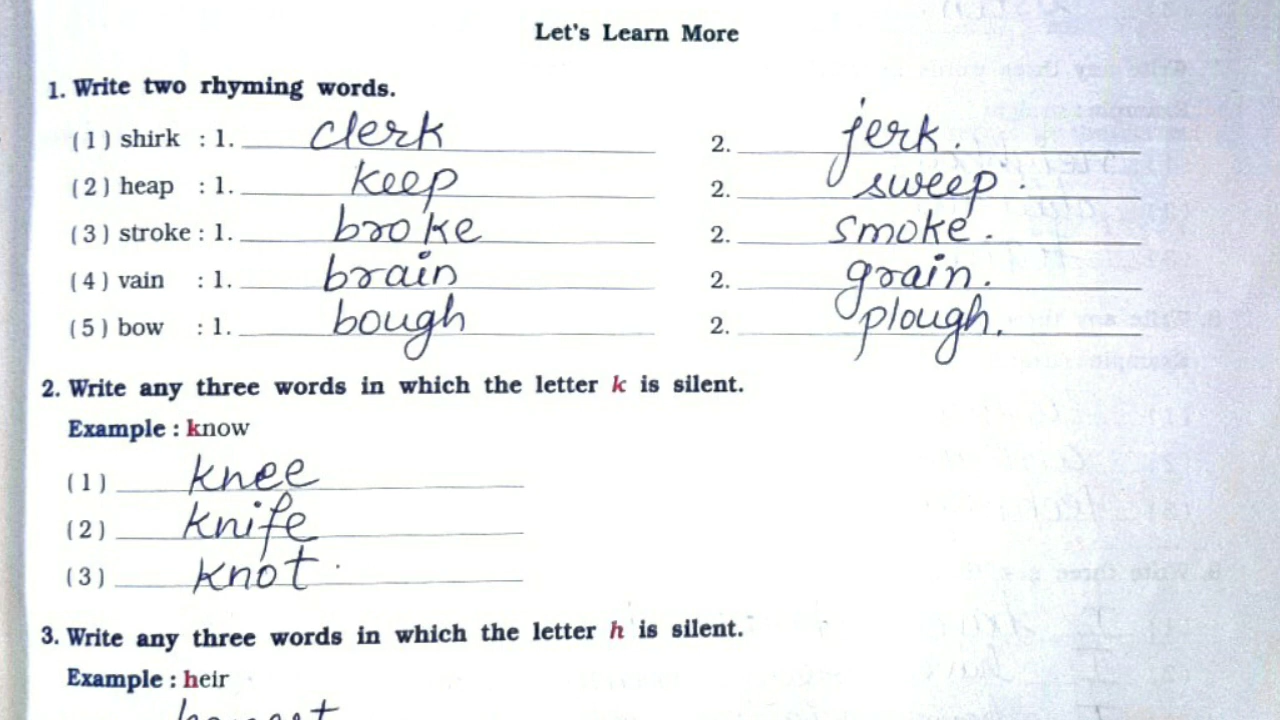 Let's Learn More
1. Write two rhyming words.
(1) shirk : 1. clerk 2. jerk.
(2) heap : 1. keep 2. sweep.
(3) stroke : 1. broke 2. smoke.
(4) vain : 1. brain 2. grain.
(5) bow : 1. bough 2. plough.
2. Write any three words in which the letter k is silent.
Example : know
(1) knee
(2) knife
(3) knot.
3. Write any three words in which the letter h is silent.
Example : heir